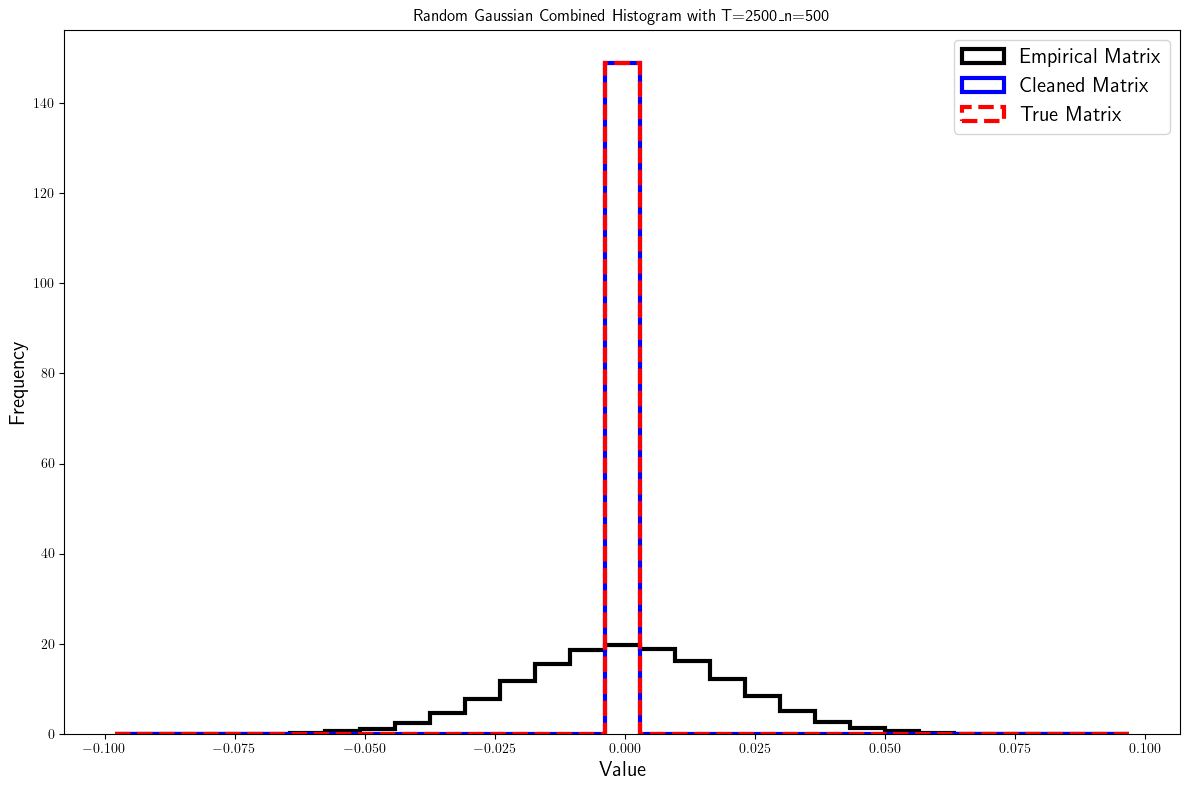 Random Gaussian Combined Histogram with T=2500_n=500
Empirical Matrix
Cleaned Matrix
True Matrix
140
120
100
80
60
40
20
0
Frequency
−0.100 −0.075 −0.050 −0.025 0.000 0.025 0.050 0.075 0.100
Value